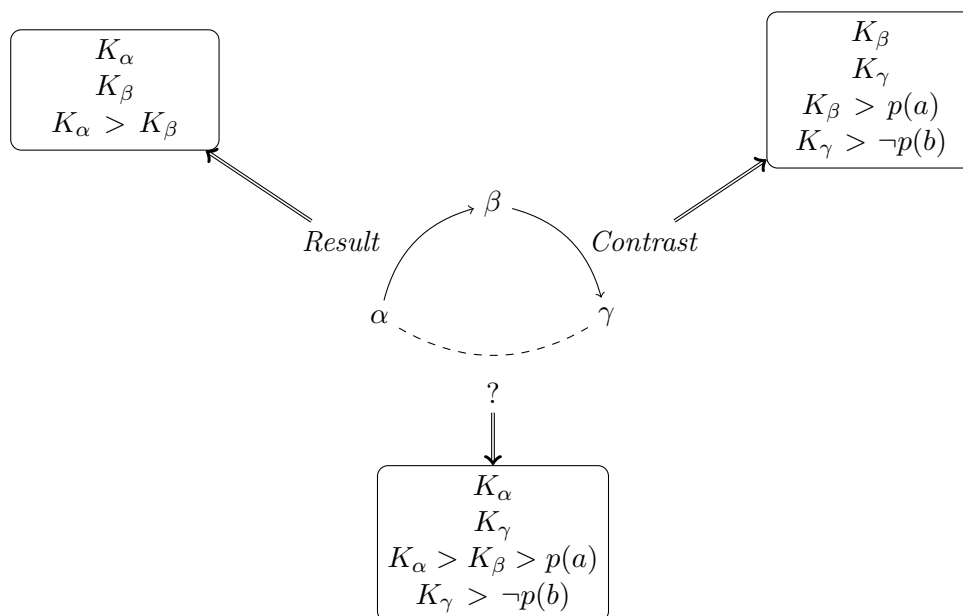 K_α
K_β
K_α > K_β
K_β
K_γ
K_β > p(a)
K_γ > ¬p(b)
β
Result
Contrast
α
γ
?
K_α
K_γ
K_α > K_β > p(a)
K_γ > ¬p(b)